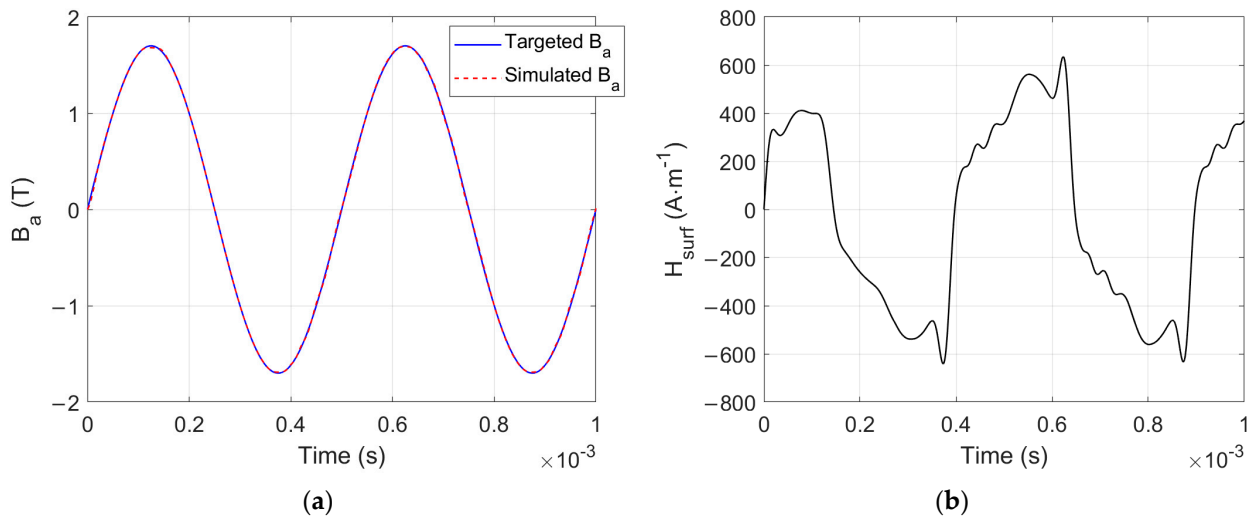 2
1
0
−1
−2
B_a (T)
Targeted B_a
Simulated B_a
0 0.2 0.4 0.6 0.8 1
Time (s)
×10^-3
(a)
800
600
400
200
0
−200
−400
−600
−800
H_surf (A·m^-1)
0 0.2 0.4 0.6 0.8 1
Time (s)
×10^-3
(b)